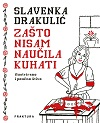 SLAVENKA
DRAKULIĆ
ZAŠTO
NISAM
NAUČILA
KUHATI
FRAKTURA